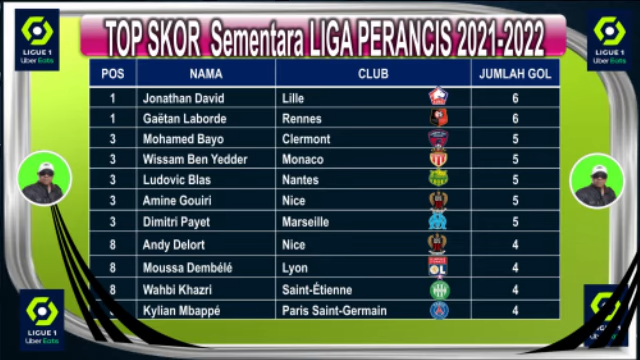 TOP SKOR Sementara LIGA PERANCIS 2021-2022
LIGUE 1
Uber Eats
LIGUE 1
Uber Eats
POS NAMA CLUB JUMLAH GOL
1 Jonathan David Lille 6
1 Gaëtan Laborde Rennes 6
3 Mohamed Bayo Clermont 5
3 Wissam Ben Yedder Monaco 5
3 Ludovic Blas Nantes 5
3 Amine Gouiri Nice 5
3 Dimitri Payet Marseille 5
8 Andy Delort Nice 4
8 Moussa Dembélé Lyon 4
8 Wahbi Khazri Saint-Étienne 4
Kylian Mbappé Paris Saint-Germain 4
LIGUE 1
Uber Eats
LIGUE 1
Uber Eats